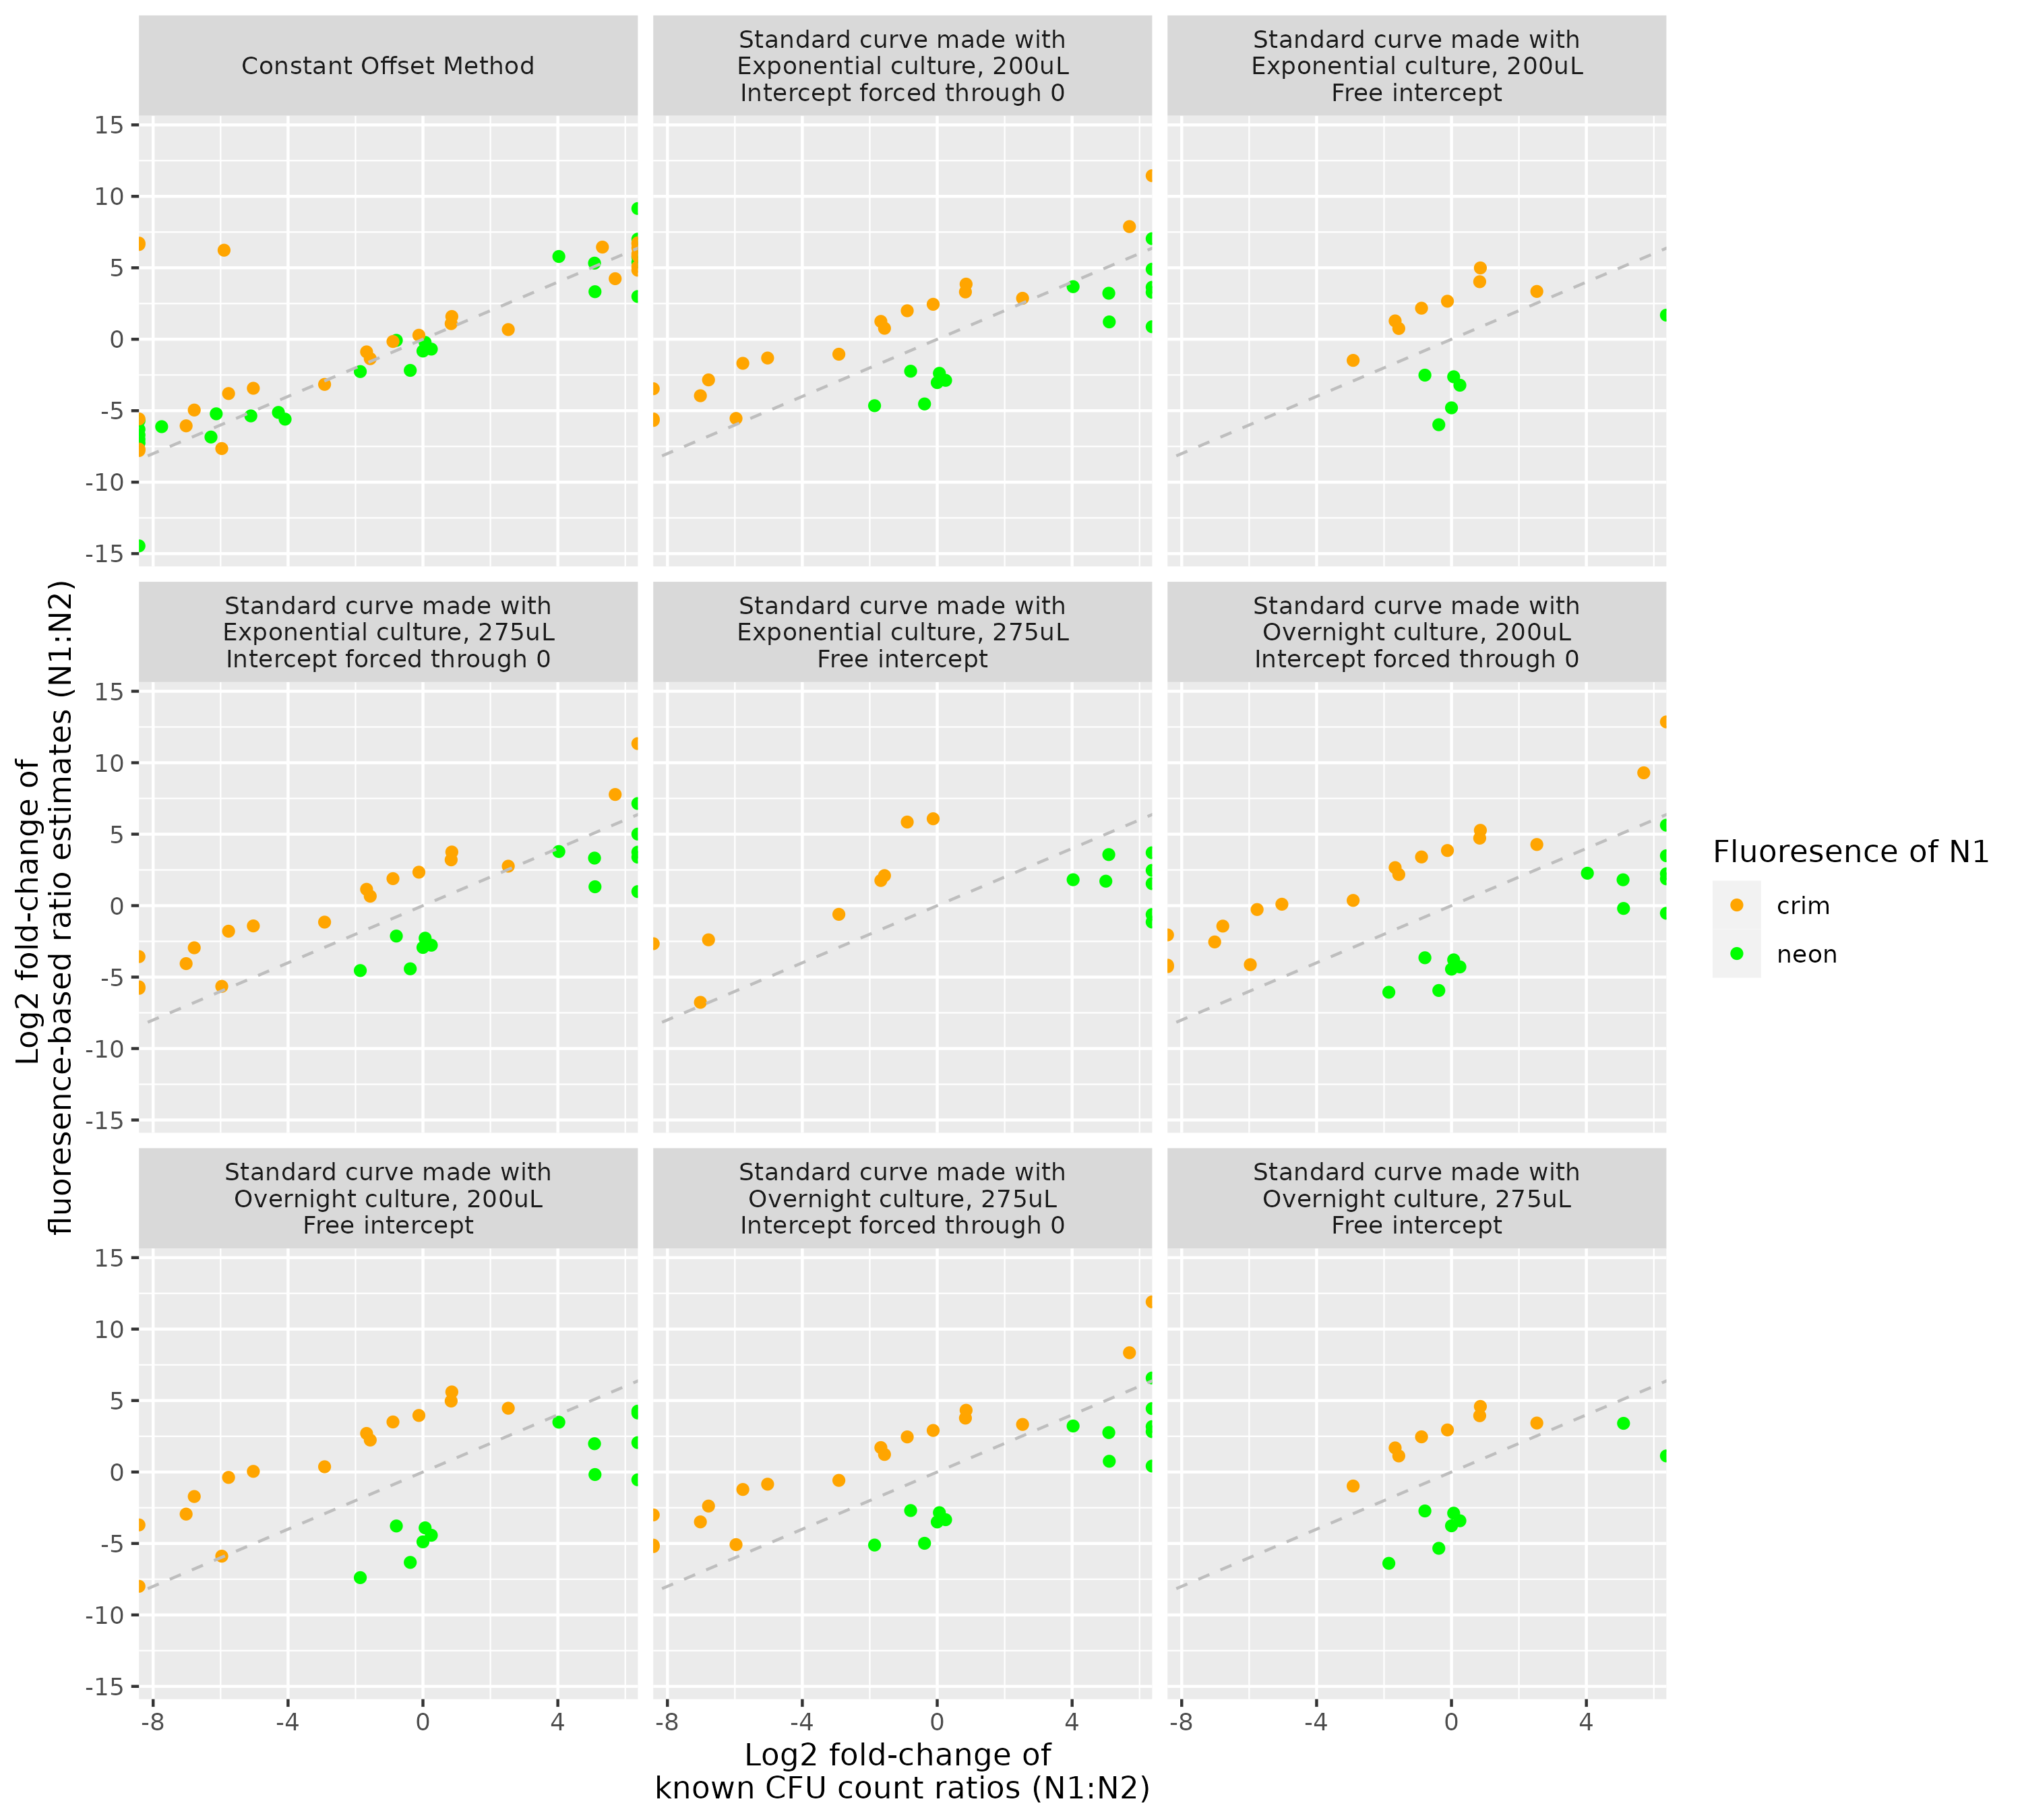 Constant Offset Method
Standard curve made with
Exponential culture, 200uL
Intercept forced through 0
Standard curve made with
Exponential culture, 200uL
Free intercept
15
10
5
0
-5
-10
-15
Standard curve made with
Exponential culture, 275uL
Intercept forced through 0
Standard curve made with
Exponential culture, 275uL
Free intercept
Standard curve made with
Overnight culture, 200uL
Intercept forced through 0
15
10
5
0
-5
-10
-15
Standard curve made with
Overnight culture, 200uL
Free intercept
Standard curve made with
Overnight culture, 275uL
Intercept forced through 0
Standard curve made with
Overnight culture, 275uL
Free intercept
15
10
5
0
-5
-10
-15
-8 -4 0 4
-8 -4 0 4
-8 -4 0 4
Log2 fold-change of
known CFU count ratios (N1:N2)
Log2 fold-change of
fluoresence-based ratio estimates (N1:N2)
Fluoresence of N1
crim
neon